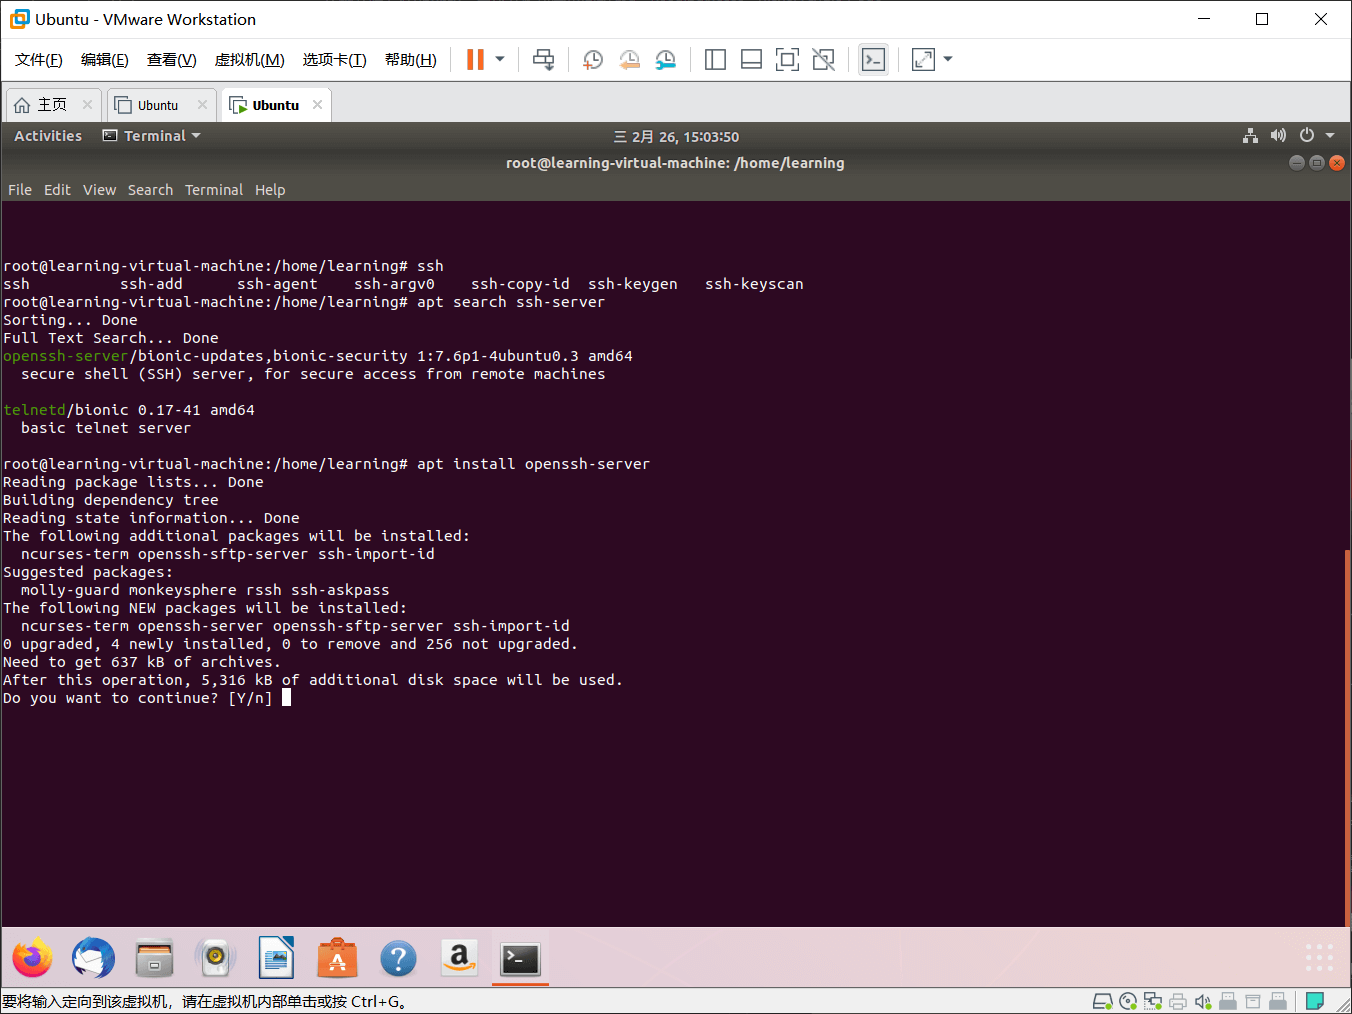 Ubuntu - VMware Workstation
文件(F) 编辑(E) 查看(V) 虚拟机(M) 选项卡(T) 帮助(H)
主页 Ubuntu Ubuntu
Activities Terminal 三 2月 26, 15:03:50
root@learning-virtual-machine: /home/learning
File Edit View Search Terminal Help
root@learning-virtual-machine:/home/learning# ssh
ssh ssh-add ssh-agent ssh-argv0 ssh-copy-id ssh-keygen ssh-keyscan
root@learning-virtual-machine:/home/learning# apt search ssh-server
Sorting... Done
Full Text Search... Done
openssh-server/bionic-updates,bionic-security 1:7.6p1-4ubuntu0.3 amd64
secure shell (SSH) server, for secure access from remote machines
telnetd/bionic 0.17-41 amd64
basic telnet server
root@learning-virtual-machine:/home/learning# apt install openssh-server
Reading package lists... Done
Building dependency tree
Reading state information... Done
The following additional packages will be installed:
ncurses-term openssh-sftp-server ssh-import-id
Suggested packages:
molly-guard monkeysphere rssh ssh-askpass
The following NEW packages will be installed:
ncurses-term openssh-server openssh-sftp-server ssh-import-id
0 upgraded, 4 newly installed, 0 to remove and 256 not upgraded.
Need to get 637 kB of archives.
After this operation, 5,316 kB of additional disk space will be used.
Do you want to continue? [Y/n]
要将输入定向到该虚拟机，请在虚拟机内部单击或按 Ctrl+G。